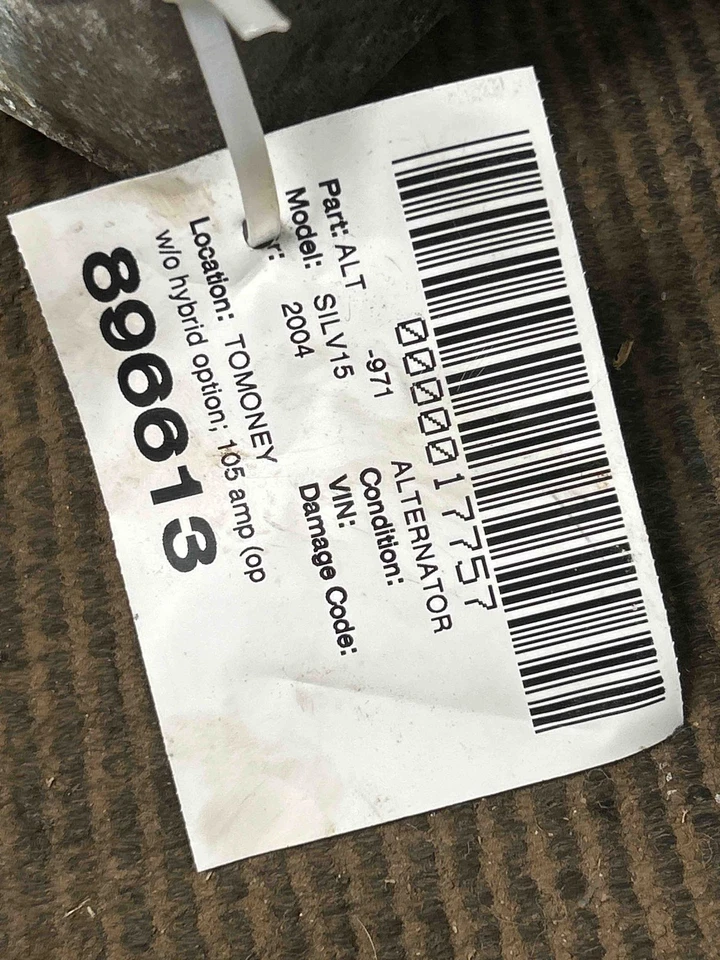 0000017757
Part: ALT -971 ALTERNATOR
Model: SILV15 Condition:
r: 2004 VIN:
Damage Code:
Location: TOMONEY
w/o hybrid option; 105 amp (op
896613